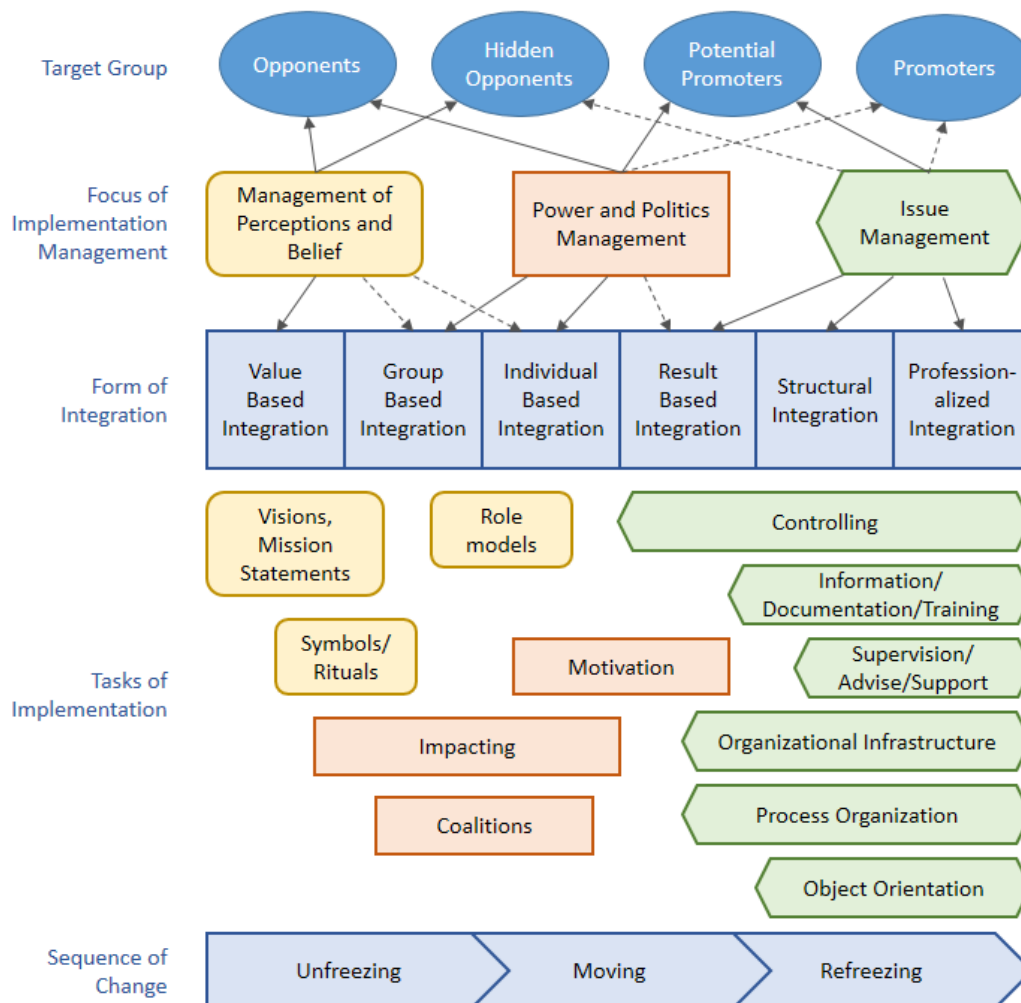 Target Group
Opponents
Hidden
Opponents
Potential
Promoters
Promoters
Focus of
Implementation
Management
Management of
Perceptions and
Belief
Power and Politics
Management
Issue
Management
Form of
Integration
Value
Based
Integration
Group
Based
Integration
Individual
Based
Integration
Result
Based
Integration
Structural
Integration
Profession-
alized
Integration
Tasks of
Implementation
Visions,
Mission
Statements
Role
models
Controlling
Information/
Documentation/Training
Symbols/
Rituals
Motivation
Supervision/
Advise/Support
Impacting
Organizational Infrastructure
Coalitions
Process Organization
Object Orientation
Sequence of
Change
Unfreezing
Moving
Refreezing